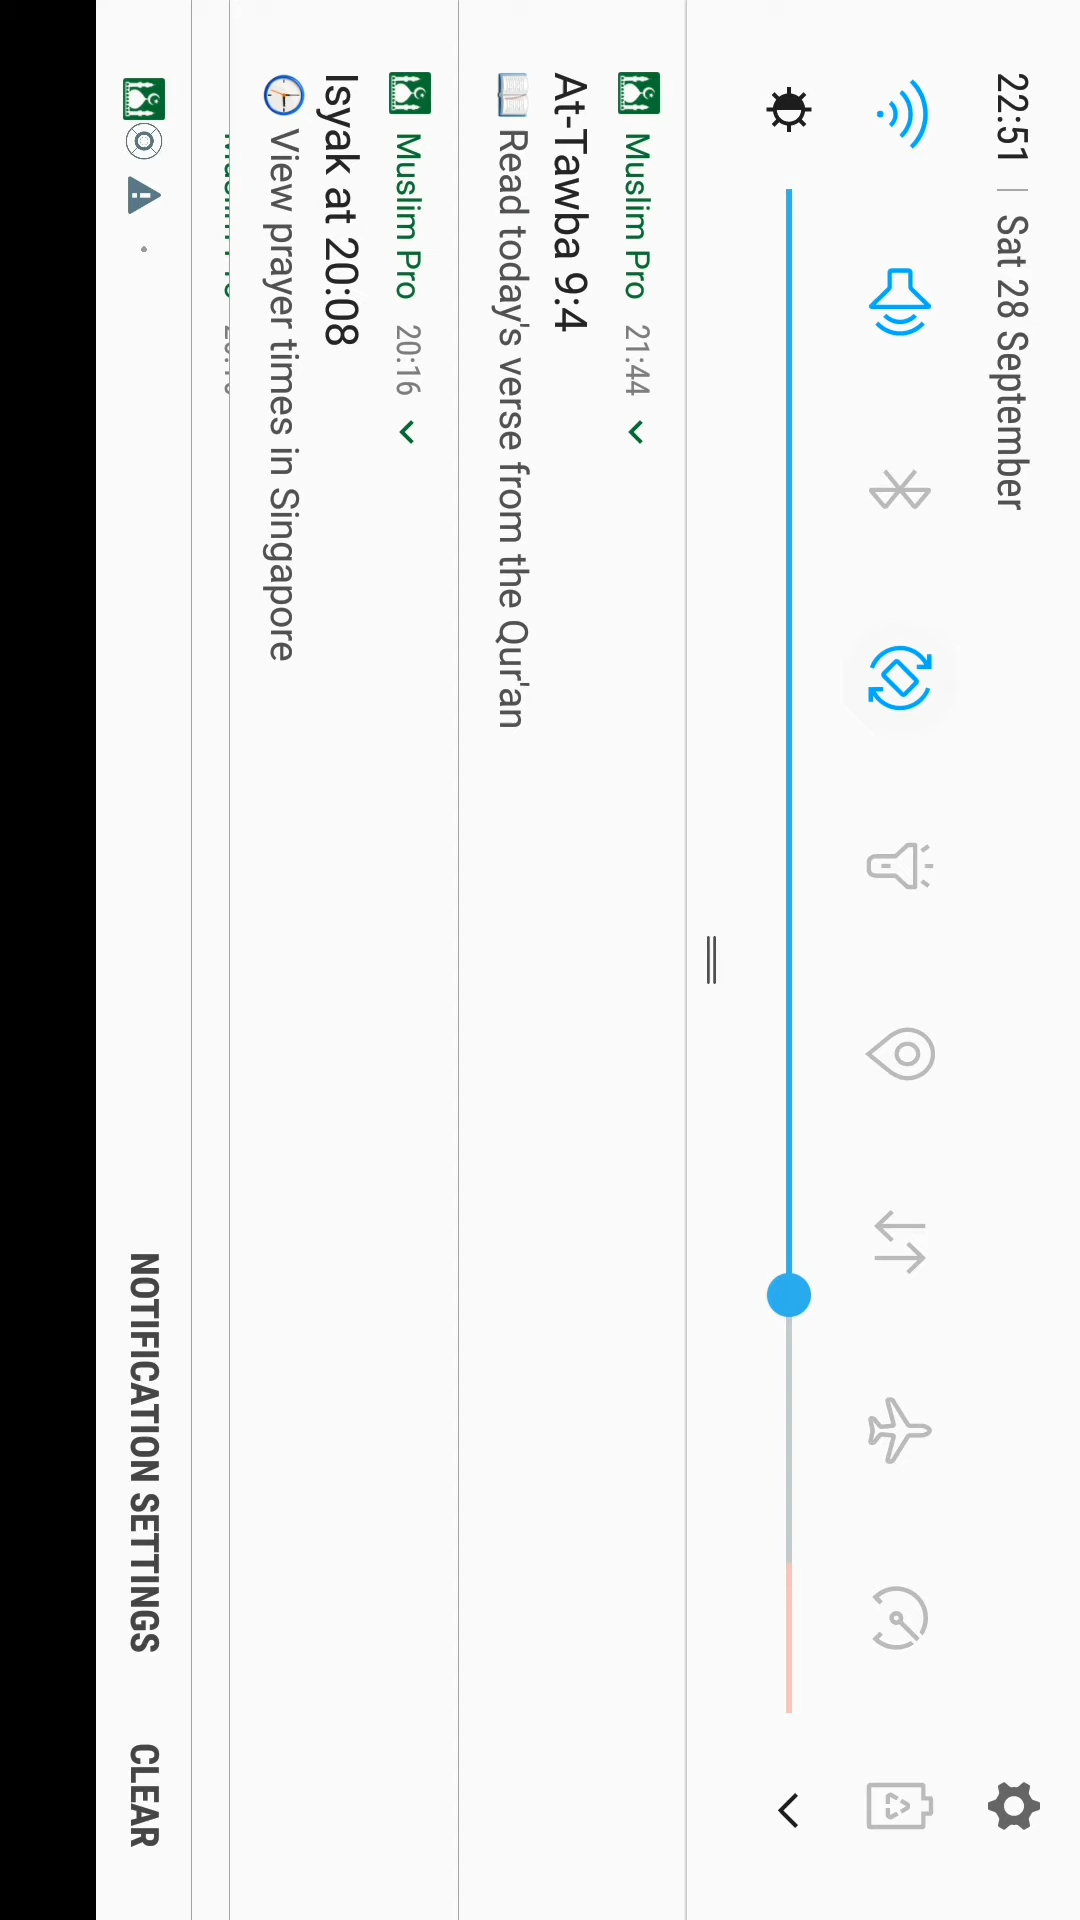 22:51
Sat 28 September
Muslim Pro 21:44
At-Tawba 9:4
Read today's verse from the Qur'an
Muslim Pro 20:16
Isyak at 20:08
View prayer times in Singapore
NOTIFICATION SETTINGS
CLEAR